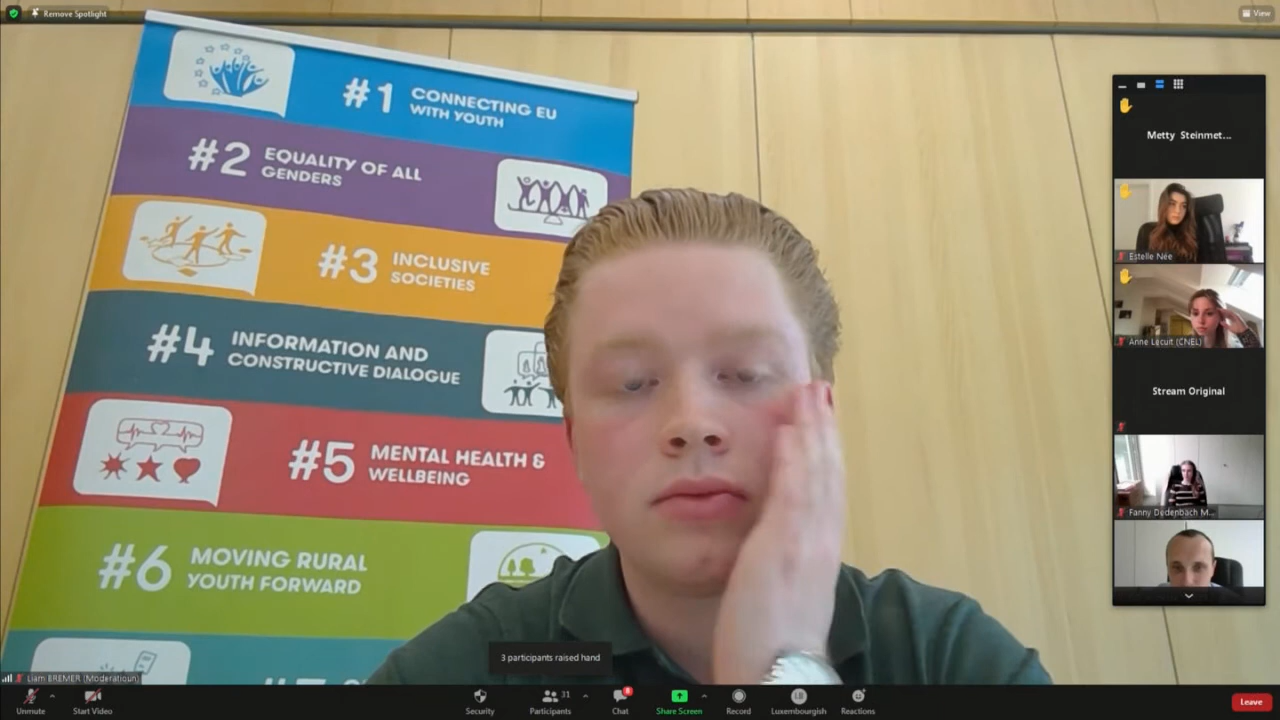 Remove Spotlight
View
#1 CONNECTING EU
WITH YOUTH
#2 EQUALITY OF ALL
GENDERS
#3 INCLUSIVE
SOCIETIES
#4 INFORMATION AND
CONSTRUCTIVE DIALOGUE
#5 MENTAL HEALTH &
WELLBEING
#6 MOVING RURAL
YOUTH FORWARD
Metty Steinmet...
Estelle Née
Anne Lecuit (CNEL)
Stream Original
Fanny Dedenbach M...
3 participants raised hand
Liam BREMER (Moderatioun)
Unmute
Start Video
Security
Participants
31
Chat
8
Share Screen
Record
Luxembourgish
Reactions
Leave